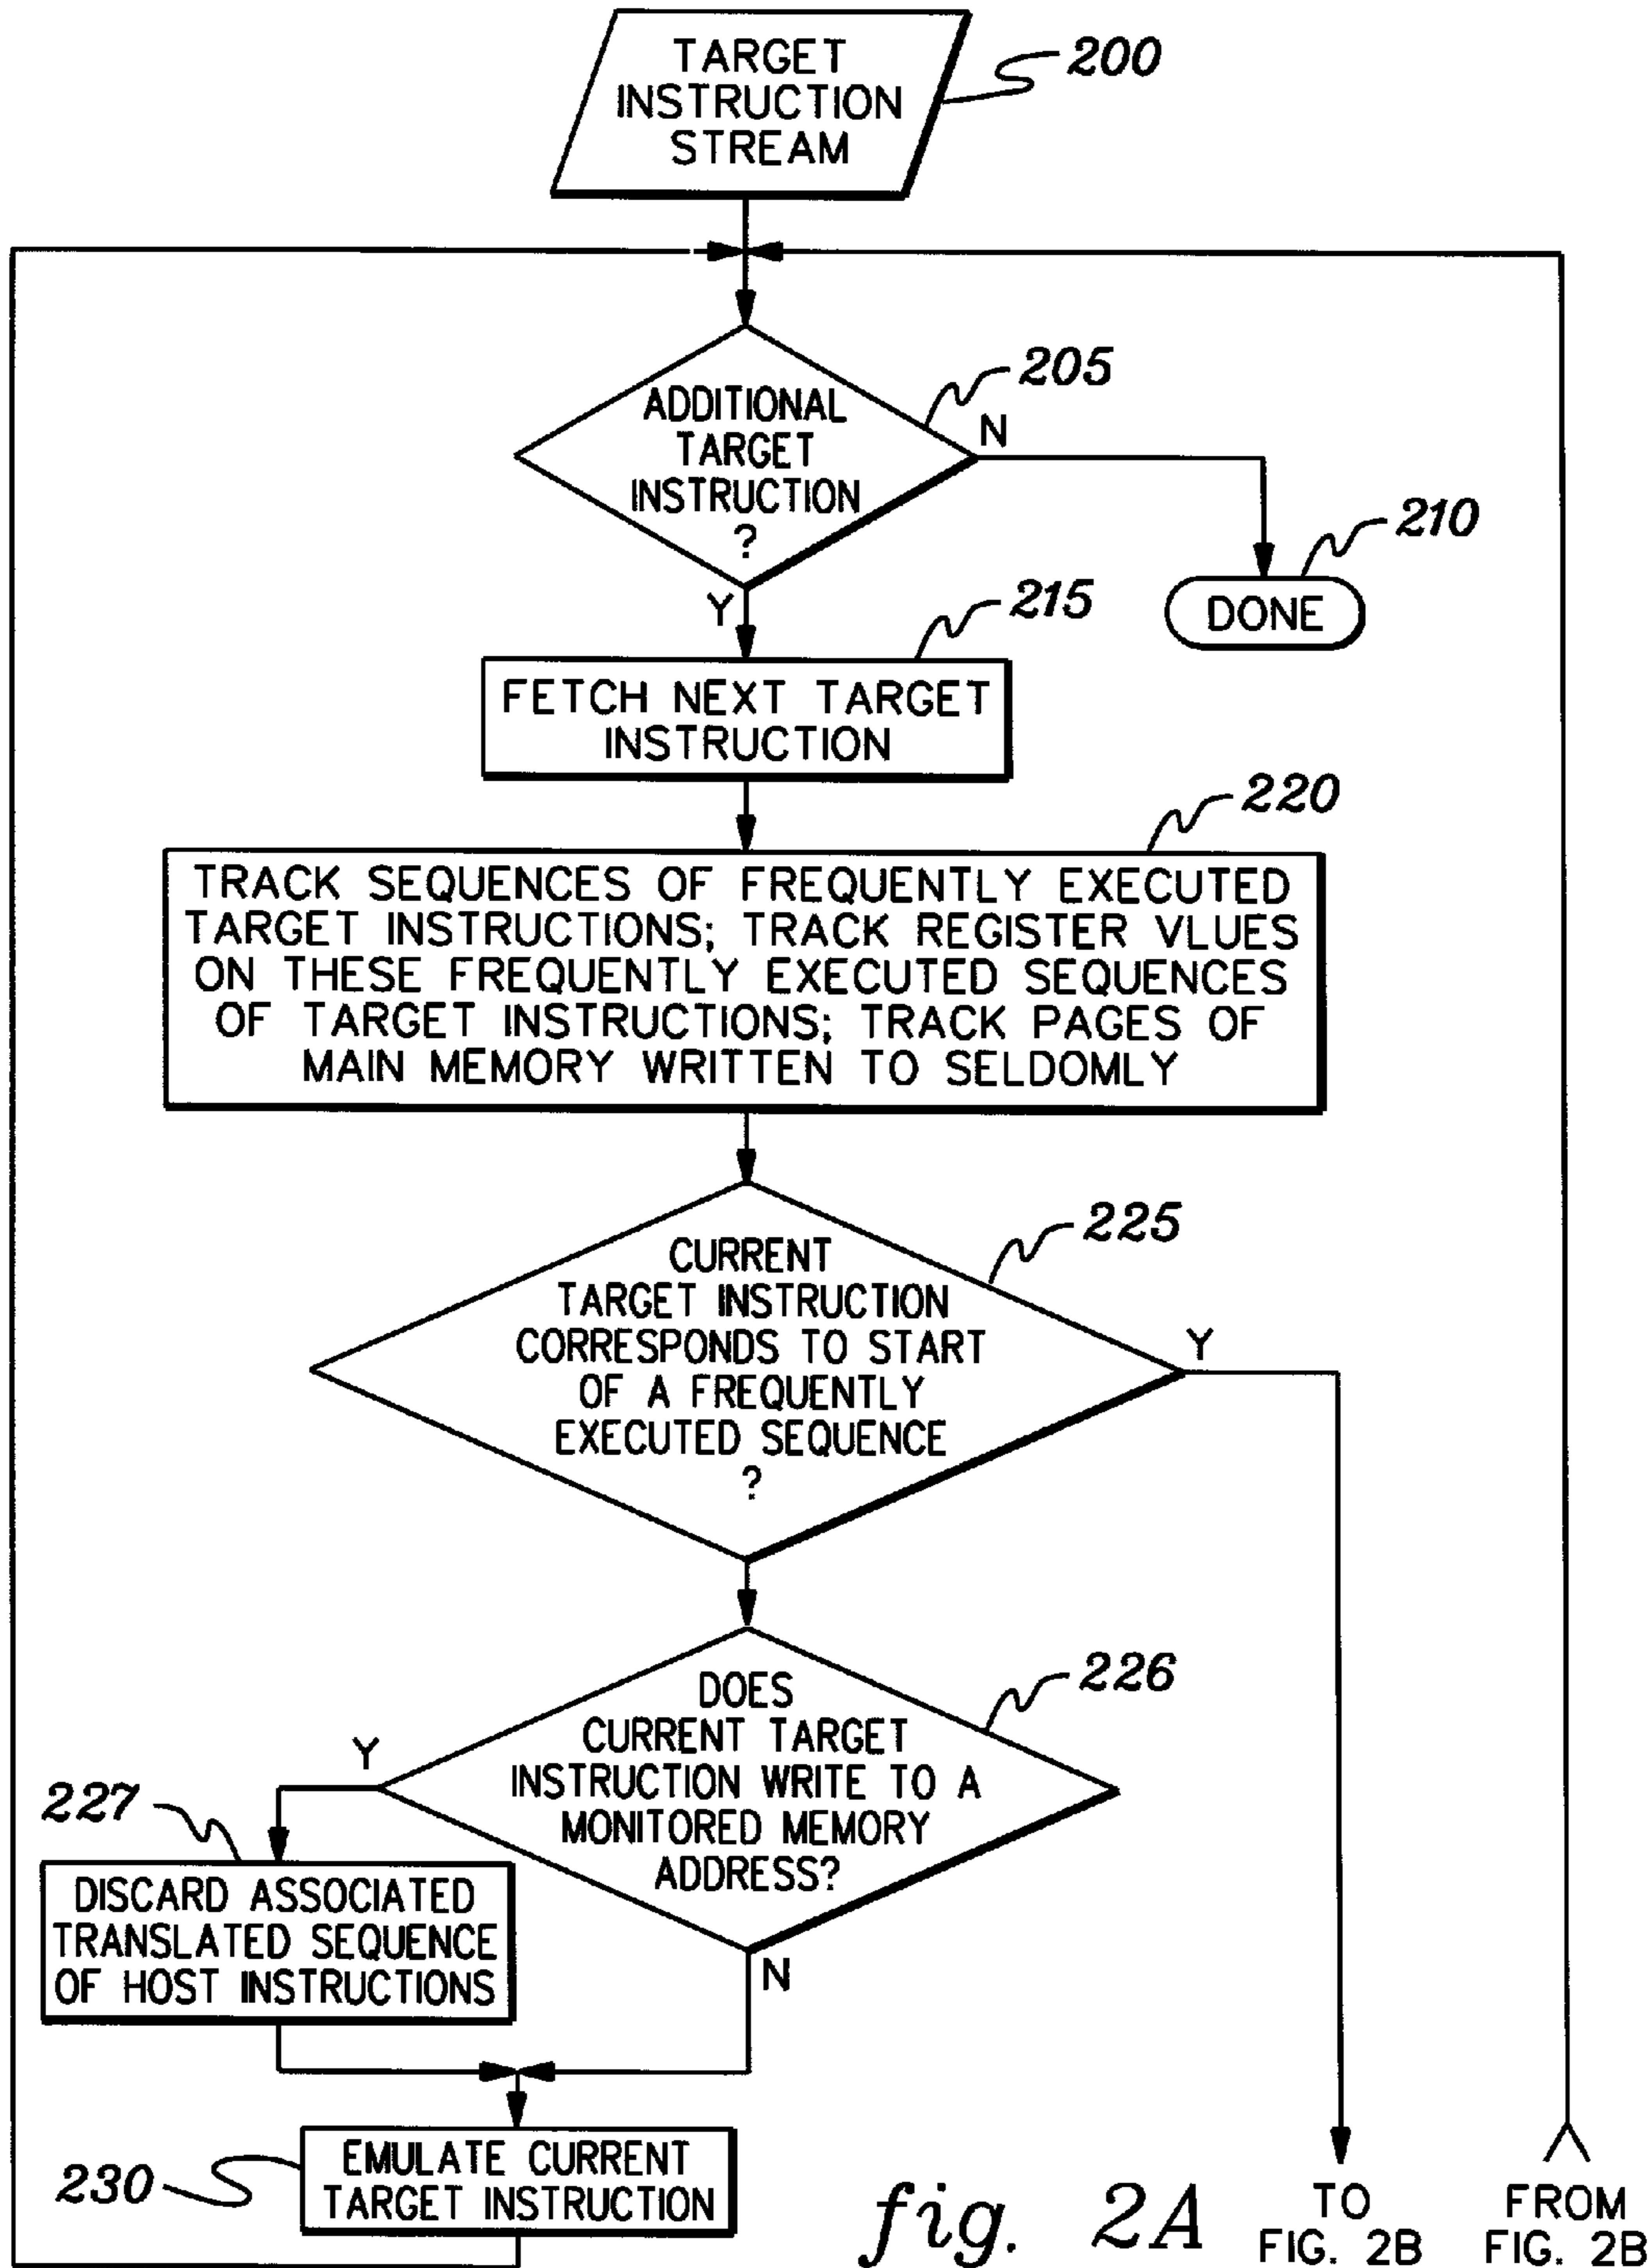 TARGET
INSTRUCTION
STREAM
200
ADDITIONAL
TARGET
INSTRUCTION
?
205
N
210
DONE
Y
215
FETCH NEXT TARGET
INSTRUCTION
220
TRACK SEQUENCES OF FREQUENTLY EXECUTED
TARGET INSTRUCTIONS; TRACK REGISTER VLUES
ON THESE FREQUENTLY EXECUTED SEQUENCES
OF TARGET INSTRUCTIONS; TRACK PAGES OF
MAIN MEMORY WRITTEN TO SELDOMLY
225
CURRENT
TARGET INSTRUCTION
CORRESPONDS TO START
OF A FREQUENTLY
EXECUTED SEQUENCE
?
Y
226
DOES
CURRENT TARGET
INSTRUCTION WRITE TO A
MONITORED MEMORY
ADDRESS?
Y
227
DISCARD ASSOCIATED
TRANSLATED SEQUENCE
OF HOST INSTRUCTIONS
N
230
EMULATE CURRENT
TARGET INSTRUCTION
fig. 2A
TO
FIG. 2B
FROM
FIG. 2B